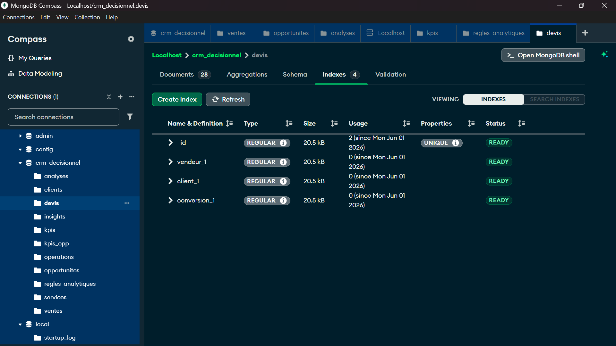 MongoDB Compass - Localhost/crm_decisionnel.devis
Connections Edit View Collection Help
Compass
crm_decisionnel ventes opportunites analyses Localhost kpis regles_analytiques devis
Localhost > crm_decisionnel > devis
Open MongoDB shell
{} My Queries
Data Modeling
Documents 28 Aggregations Schema Indexes 4 Validation
CONNECTIONS (1)
Create Index Refresh VIEWING INDEXES SEARCH INDEXES
Search connections
Name & Definition Type Size Usage Properties Status
_id_ REGULAR 20.5 kB 2 (since Mon Jun 01 2026) UNIQUE READY
vendeur_1 REGULAR 20.5 kB 0 (since Mon Jun 01 2026) READY
client_1 REGULAR 20.5 kB 0 (since Mon Jun 01 2026) READY
conversion_1 REGULAR 20.5 kB 0 (since Mon Jun 01 2026) READY
admin
config
crm_decisionnel
analyses
clients
devis
insights
kpis
kpis_opp
operations
opportunites
regles_analytiques
services
ventes
local
startup_log